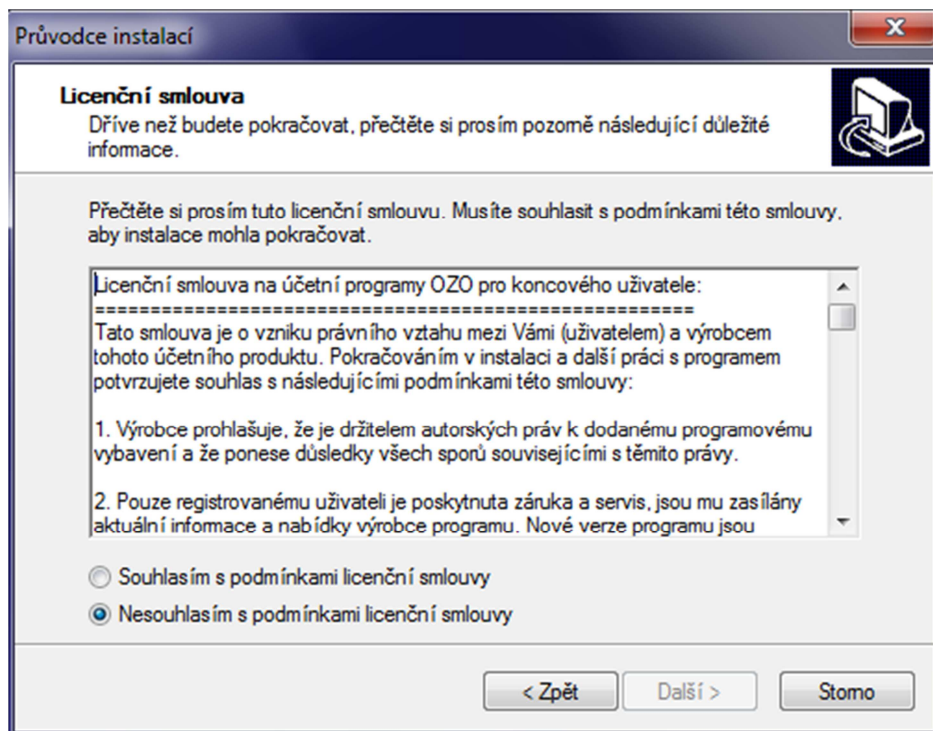 Průvodce instalací
Licenční smlouva
Dříve než budete pokračovat, přečtěte si prosím pozorně následující důležité
informace.
Přečtěte si prosím tuto licenční smlouvu. Musíte souhlasit s podmínkami této smlouvy,
aby instalace mohla pokračovat.
Licenční smlouva na účetní programy OZO pro koncového uživatele:
=======================================================
Tato smlouva je o vzniku právního vztahu mezi Vámi (uživatelem) a výrobcem
tohoto účetního produktu. Pokračováním v instalaci a další práci s programem
potvrzujete souhlas s následujícími podmínkami této smlouvy:
1. Výrobce prohlašuje, že je držitelem autorských práv k dodanému programovému
vybavení a že ponese důsledky všech sporů souvisejícími s těmito právy.
2. Pouze registrovanému uživateli je poskytnuta záruka a servis, jsou mu zasílány
aktuální informace a nabídky výrobce programu. Nové verze programu jsou
Souhlasím s podmínkami licenční smlouvy
Nesouhlasím s podmínkami licenční smlouvy
< Zpět
Další >
Storno